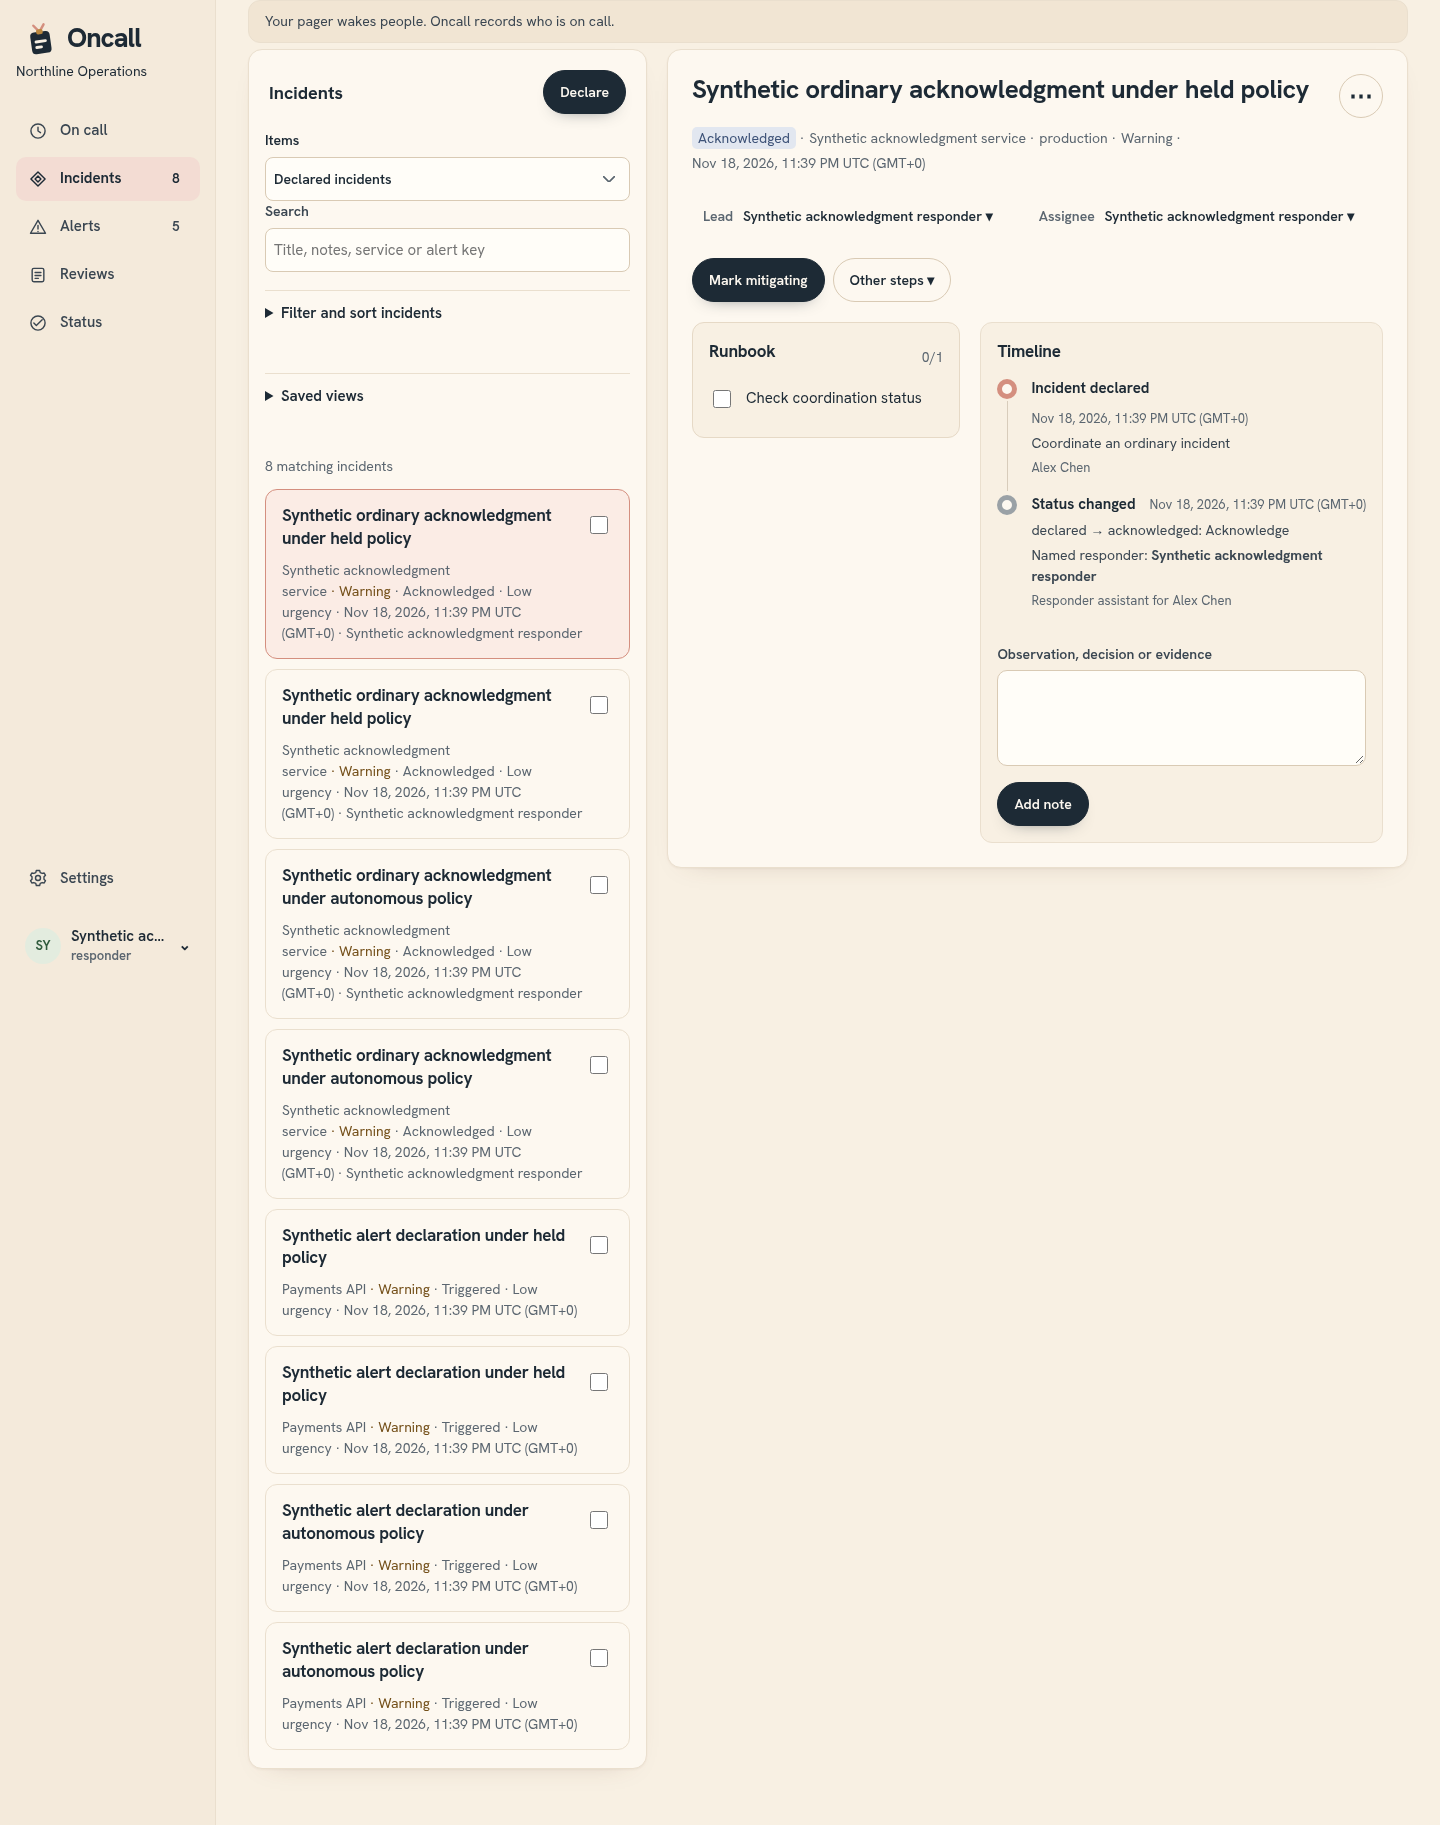 Oncall
Northline Operations
On call
Incidents 8
Alerts 5
Reviews
Status
Settings
SY
Synthetic ac...
responder
Your pager wakes people. Oncall records who is on call.
Incidents
Declare
Items
Declared incidents
Search
Title, notes, service or alert key
Filter and sort incidents
Saved views
8 matching incidents
Synthetic ordinary acknowledgment
under held policy
Synthetic acknowledgment
service · Warning · Acknowledged · Low
urgency · Nov 18, 2026, 11:39 PM UTC
(GMT+0) · Synthetic acknowledgment responder
Synthetic ordinary acknowledgment
under held policy
Synthetic acknowledgment
service · Warning · Acknowledged · Low
urgency · Nov 18, 2026, 11:39 PM UTC
(GMT+0) · Synthetic acknowledgment responder
Synthetic ordinary acknowledgment
under autonomous policy
Synthetic acknowledgment
service · Warning · Acknowledged · Low
urgency · Nov 18, 2026, 11:39 PM UTC
(GMT+0) · Synthetic acknowledgment responder
Synthetic ordinary acknowledgment
under autonomous policy
Synthetic acknowledgment
service · Warning · Acknowledged · Low
urgency · Nov 18, 2026, 11:39 PM UTC
(GMT+0) · Synthetic acknowledgment responder
Synthetic alert declaration under held
policy
Payments API · Warning · Triggered · Low
urgency · Nov 18, 2026, 11:39 PM UTC (GMT+0)
Synthetic alert declaration under held
policy
Payments API · Warning · Triggered · Low
urgency · Nov 18, 2026, 11:39 PM UTC (GMT+0)
Synthetic alert declaration under
autonomous policy
Payments API · Warning · Triggered · Low
urgency · Nov 18, 2026, 11:39 PM UTC (GMT+0)
Synthetic alert declaration under
autonomous policy
Payments API · Warning · Triggered · Low
urgency · Nov 18, 2026, 11:39 PM UTC (GMT+0)
Synthetic ordinary acknowledgment under held policy
Acknowledged · Synthetic acknowledgment service · production · Warning ·
Nov 18, 2026, 11:39 PM UTC (GMT+0)
Lead Synthetic acknowledgment responder ▾ Assignee Synthetic acknowledgment responder ▾
Mark mitigating Other steps ▾
Runbook 0/1
Check coordination status
Timeline
Incident declared
Nov 18, 2026, 11:39 PM UTC (GMT+0)
Coordinate an ordinary incident
Alex Chen
Status changed Nov 18, 2026, 11:39 PM UTC (GMT+0)
declared → acknowledged: Acknowledge
Named responder: Synthetic acknowledgment
responder
Responder assistant for Alex Chen
Observation, decision or evidence
Add note